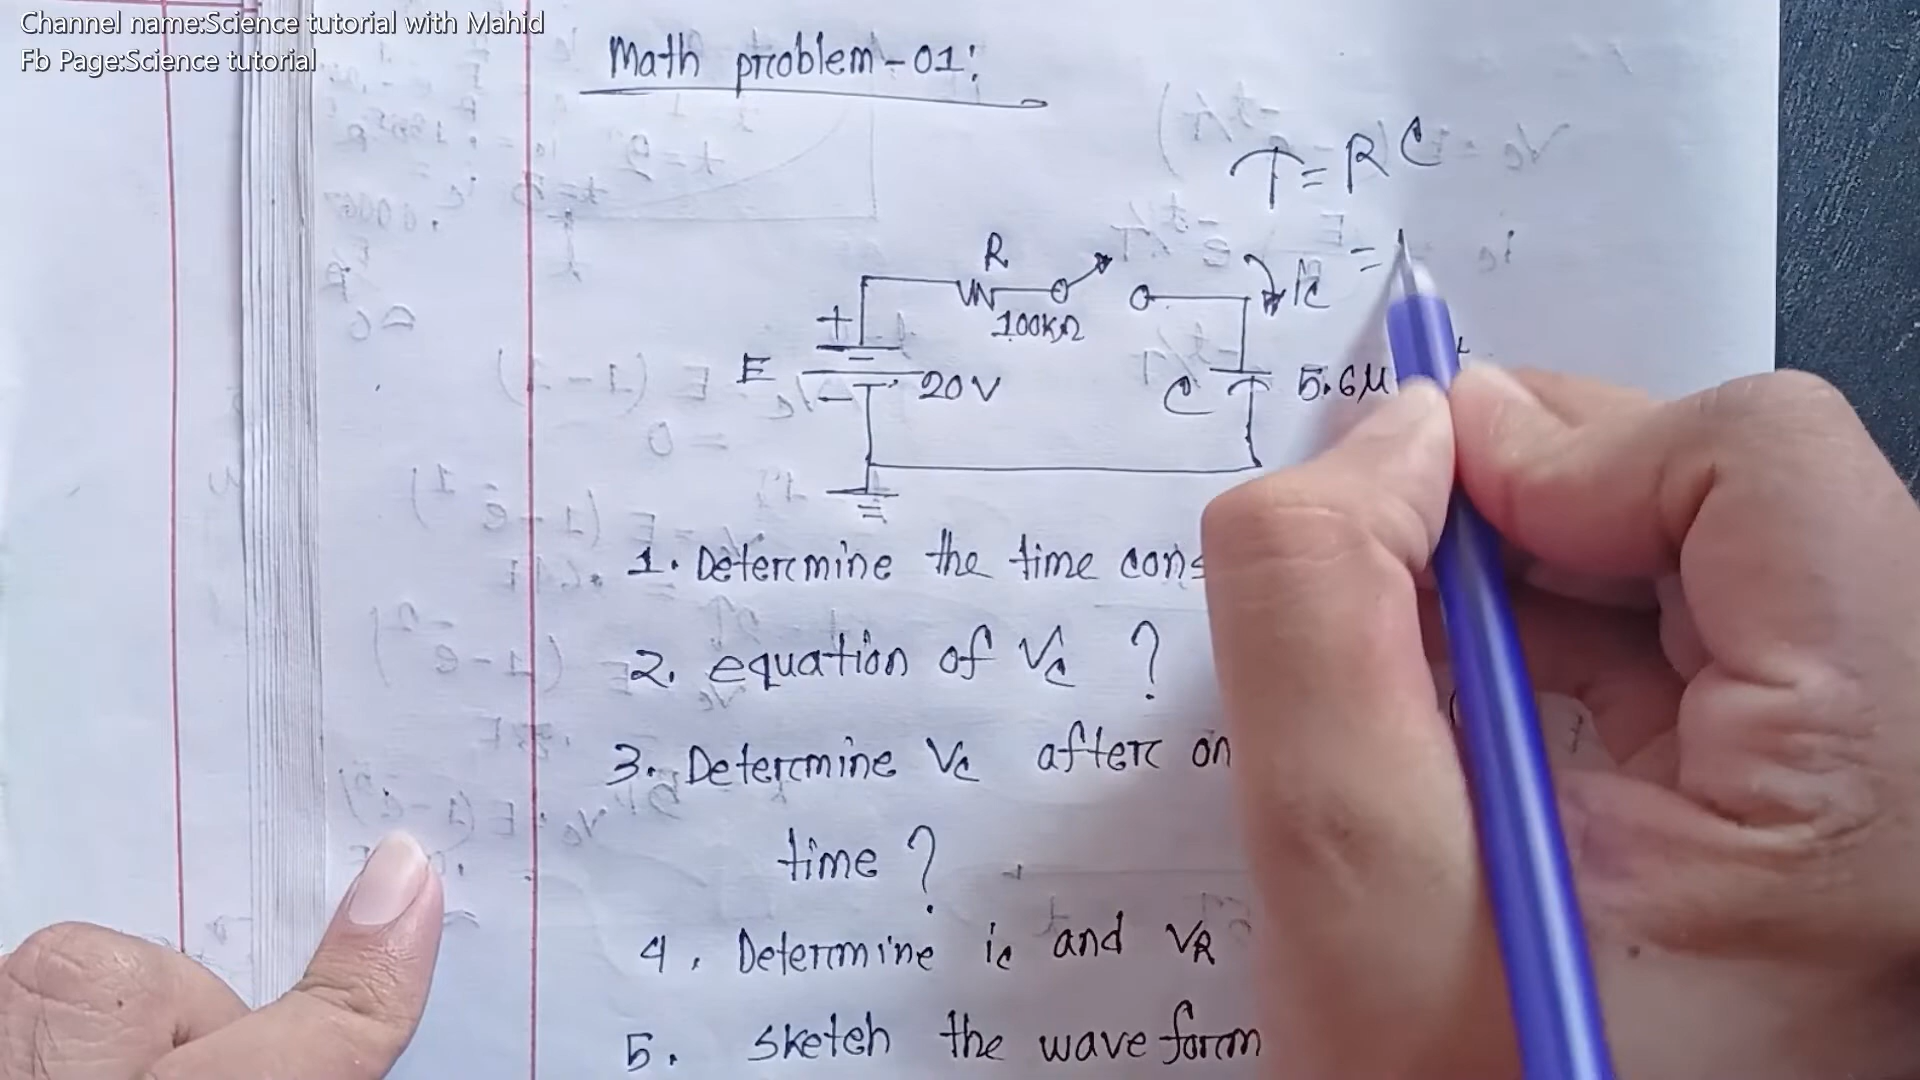 Channel name:Science tutorial with Mahid
Fb Page:Science tutorial
Math problem-01:
T = RC
=
R
100KΩ
ic
+
E
-
20V
C
5.6μ
1. Determine the time cons
2. equation of Vc ?
3. Determine Vc after on
time ?
4. Determine ic and VR
5. sketch the wave form